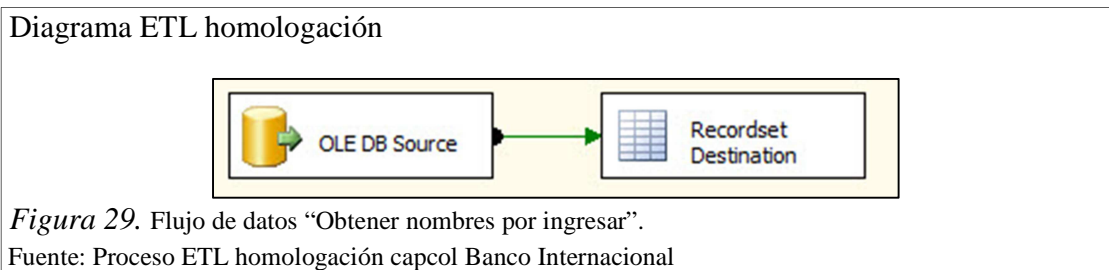 Diagrama ETL homologación
OLE DB Source
Recordset
Destination
Figura 29. Flujo de datos “Obtener nombres por ingresar”.
Fuente: Proceso ETL homologación capcol Banco Internacional